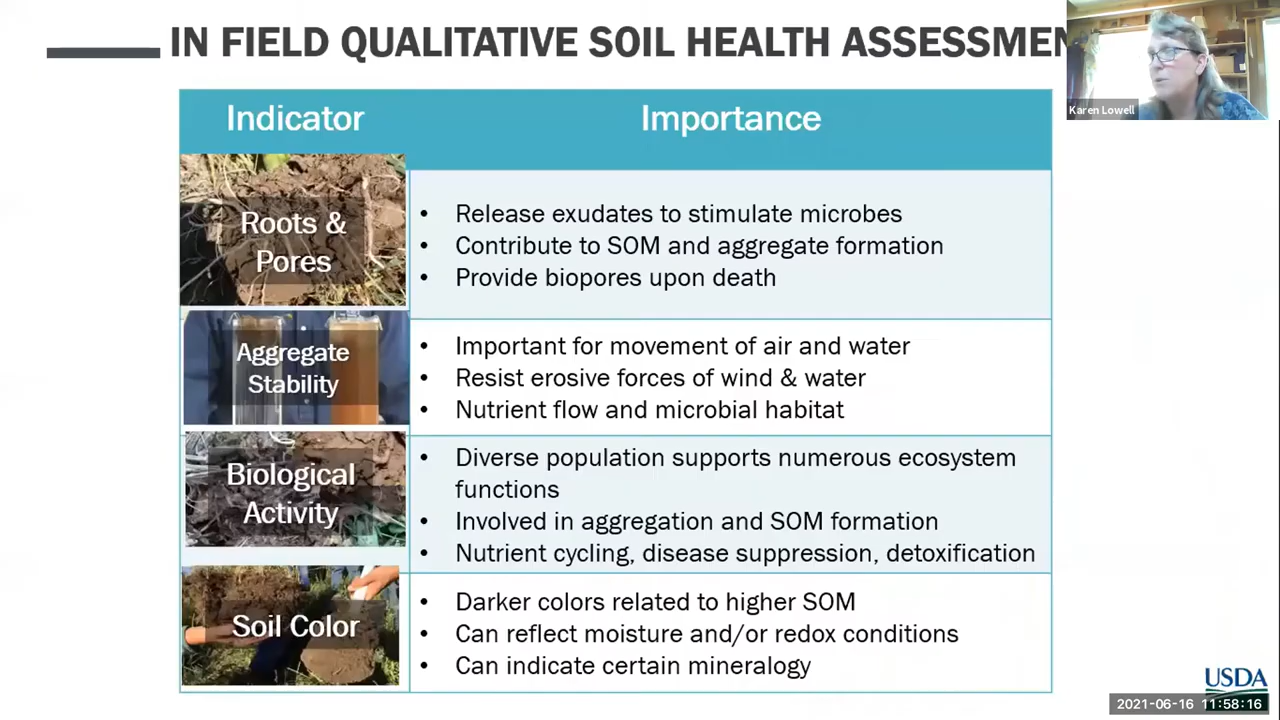 IN FIELD QUALITATIVE SOIL HEALTH ASSESSMEN
Karen Lowell
Indicator
Importance
Roots &
Pores
• Release exudates to stimulate microbes
• Contribute to SOM and aggregate formation
• Provide biopores upon death
Aggregate
Stability
• Important for movement of air and water
• Resist erosive forces of wind & water
• Nutrient flow and microbial habitat
Biological
Activity
• Diverse population supports numerous ecosystem
functions
• Involved in aggregation and SOM formation
• Nutrient cycling, disease suppression, detoxification
Soil Color
• Darker colors related to higher SOM
• Can reflect moisture and/or redox conditions
• Can indicate certain mineralogy
USDA
2021-06-16 11:58:16